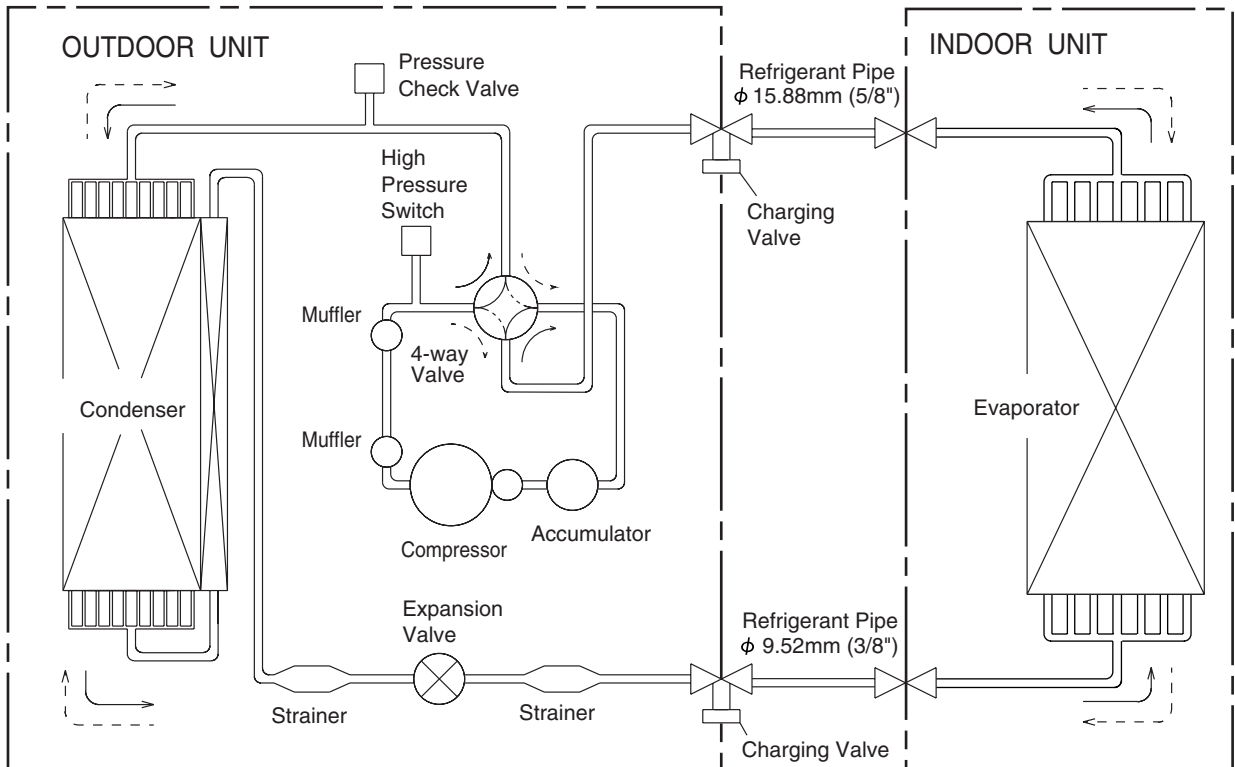 OUTDOOR UNIT
INDOOR UNIT
Pressure
Check Valve
Refrigerant Pipe
ϕ 15.88mm (5/8")
High
Pressure
Switch
Charging
Valve
Muffler
4-way
Valve
Condenser
Evaporator
Muffler
Compressor
Accumulator
Expansion
Valve
Refrigerant Pipe
ϕ 9.52mm (3/8")
Strainer
Strainer
Charging Valve